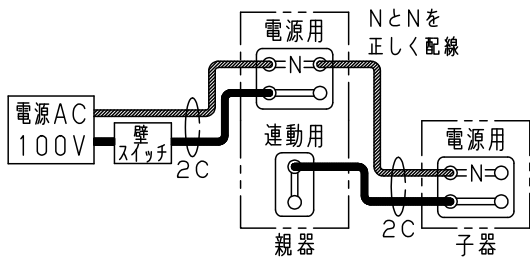 電源用
NとNを
正しく配線
N
電源AC
100V
壁
スイッチ
2C
連動用
電源用
N
2C
親器
子器